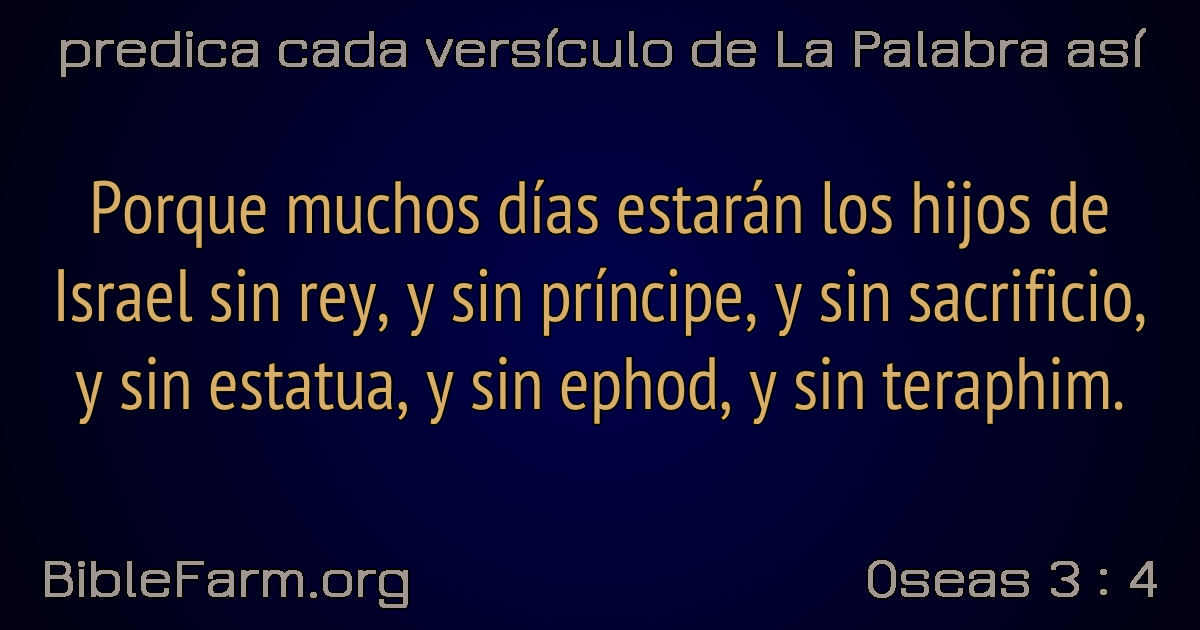 predica cada versículo de La Palabra así
Porque muchos días estarán los hijos de
Israel sin rey, y sin príncipe, y sin sacrificio,
y sin estatua, y sin ephod, y sin teraphim.
BibleFarm.org
Oseas 3 : 4